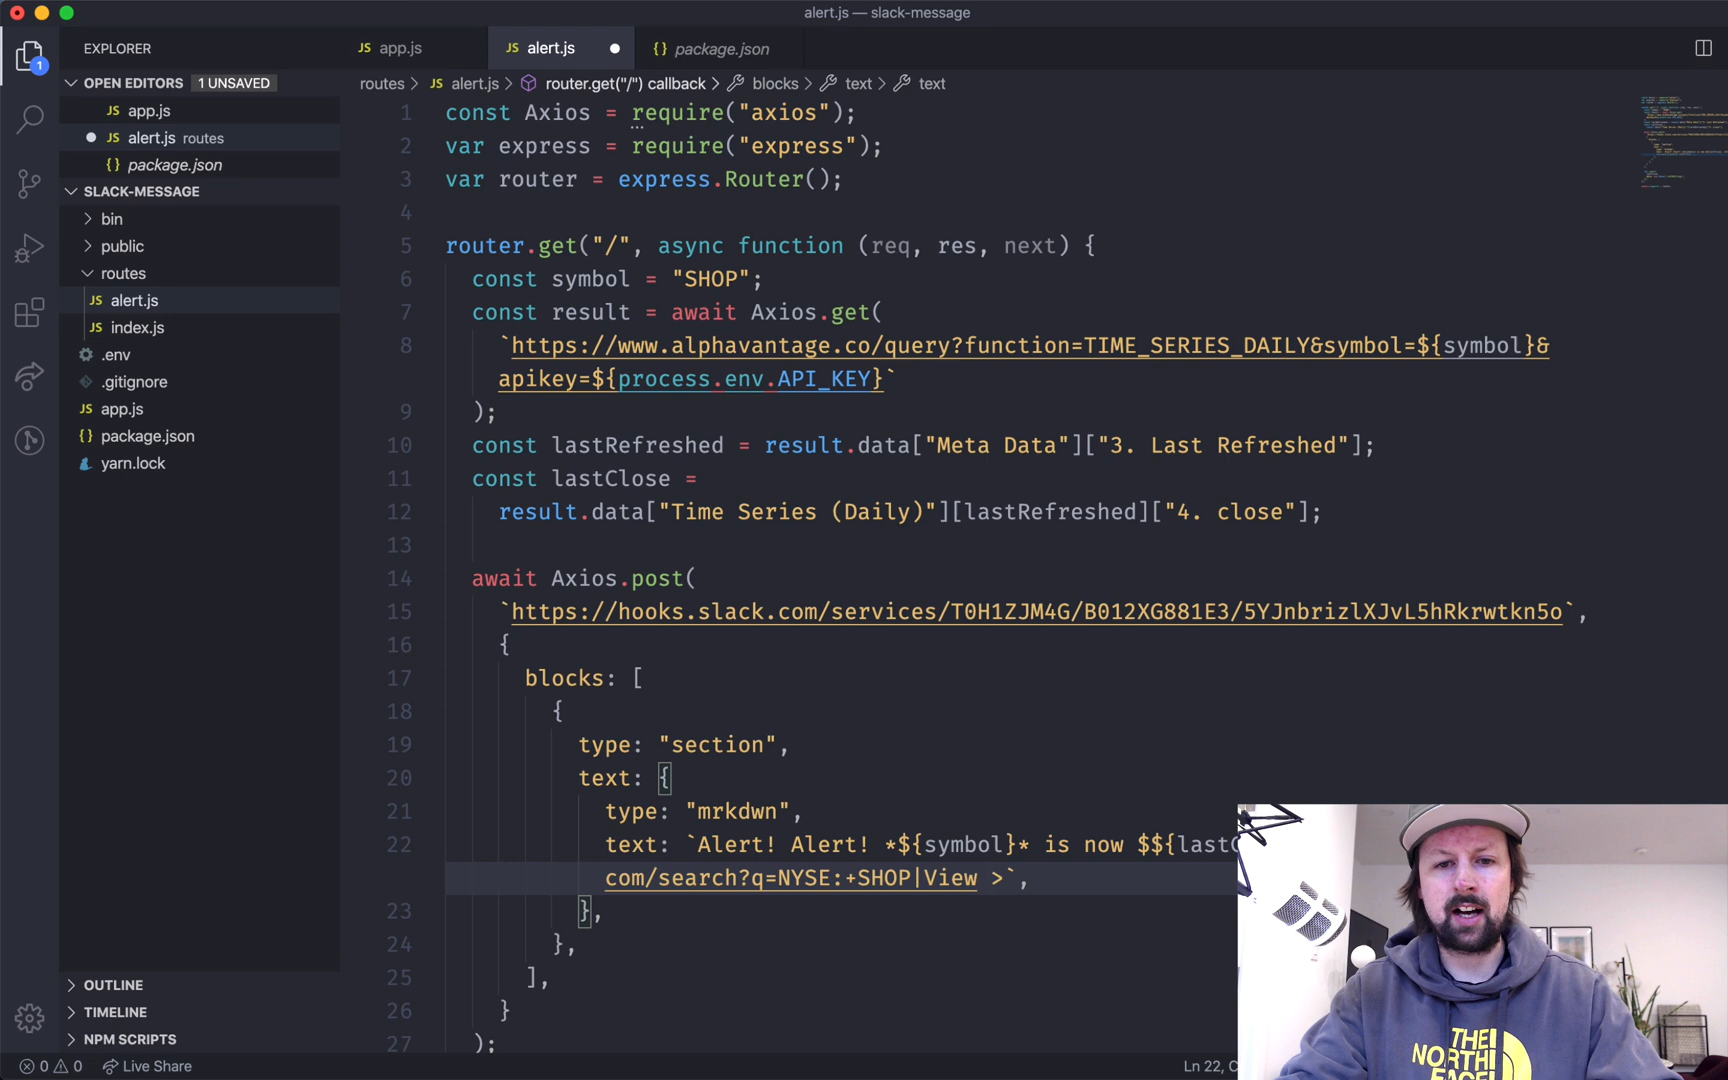 alert.js — slack-message
EXPLORER
JS app.js
JS alert.js
{} package.json
1
OPEN EDITORS 1 UNSAVED
routes > JS alert.js > router.get("/") callback > blocks > text > text
JS app.js
JS alert.js routes
{} package.json
SLACK-MESSAGE
bin
public
routes
JS alert.js
JS index.js
.env
.gitignore
JS app.js
{} package.json
yarn.lock
OUTLINE
TIMELINE
NPM SCRIPTS
1 const Axios = require("axios");
2 var express = require("express");
3 var router = express.Router();
4
5 router.get("/", async function (req, res, next) {
6 const symbol = "SHOP";
7 const result = await Axios.get(
8 `https://www.alphavantage.co/query?function=TIME_SERIES_DAILY&symbol=${symbol}&
apikey=${process.env.API_KEY}`
9 );
10 const lastRefreshed = result.data["Meta Data"]["3. Last Refreshed"];
11 const lastClose =
12 result.data["Time Series (Daily)"][lastRefreshed]["4. close"];
13
14 await Axios.post(
15 `https://hooks.slack.com/services/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`,
16 {
17 blocks: [
18 {
19 type: "section",
20 text: {
21 type: "mrkdwn",
22 text: `Alert! Alert! *${symbol}* is now $${lastC
com/search?q=NYSE:+SHOP|View >`,
23 },
24 },
25 ],
26 }
27 );
0 0 Live Share
Ln 22, C
THE
NORTH
FACE